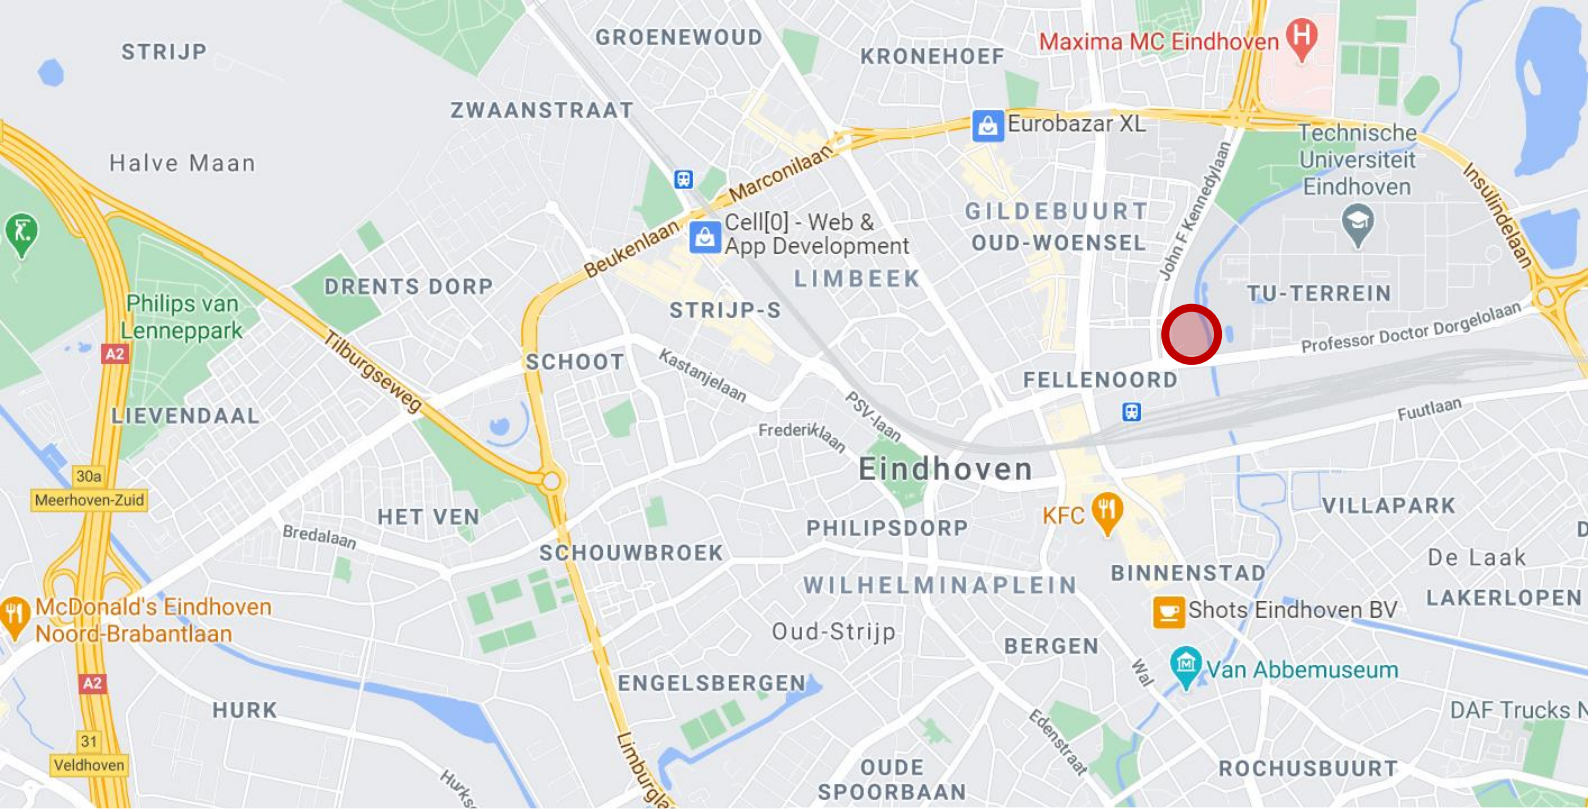 STRIJP
GROENEWOUD
KRONEHOEF
Maxima MC Eindhoven
H
ZWAANSTRAAT
Eurobazar XL
Technische
Universiteit
Eindhoven
Halve Maan
Marconilaan
John F Kennedylaan
Insulindelaan
Cell[0] - Web &
App Development
GILDEBUURT
OUD-WOENSEL
Beukenlaan
LIMBEEK
DRENTS DORP
TU-TERREIN
Philips van
Lenneppark
STRIJP-S
Professor Doctor Dorgelolaan
A2
Tilburgseweg
SCHOOT
Kastanjelaan
FELLENOORD
LIEVENDAAL
PSV-laan
Fuutlaan
Frederiklaan
Eindhoven
30a
Meerhoven-Zuid
HET VEN
KFC
VILLAPARK
Bredalaan
PHILIPSDORP
D
SCHOUWBROEK
De Laak
BINNENSTAD
WILHELMINAPLEIN
LAKERLOPEN
McDonald's Eindhoven
Noord-Brabantlaan
Shots Eindhoven BV
Oud-Strijp
BERGEN
Wal
Van Abbemuseum
A2
ENGELSBERGEN
HURK
DAF Trucks N
Edenstraat
31
Veldhoven
Limburgla
OUDE
SPOORBAAN
ROCHUSBUURT
Hurks